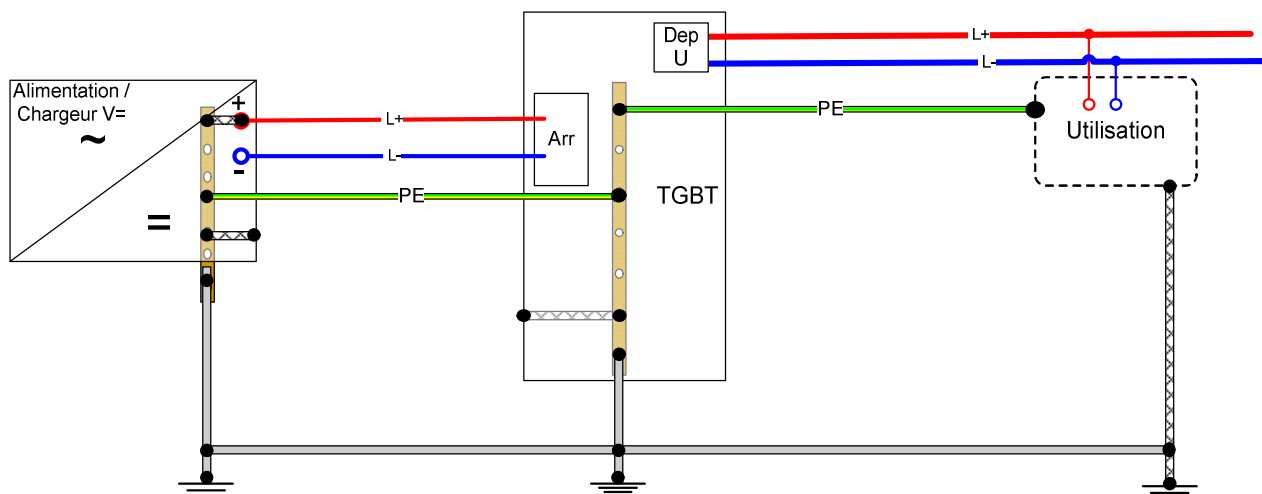 Alimentation /
Chargeur V=
~
=
+
-
L+
L-
PE
Arr
TGBT
Dep
U
L+
L-
PE
Utilisation